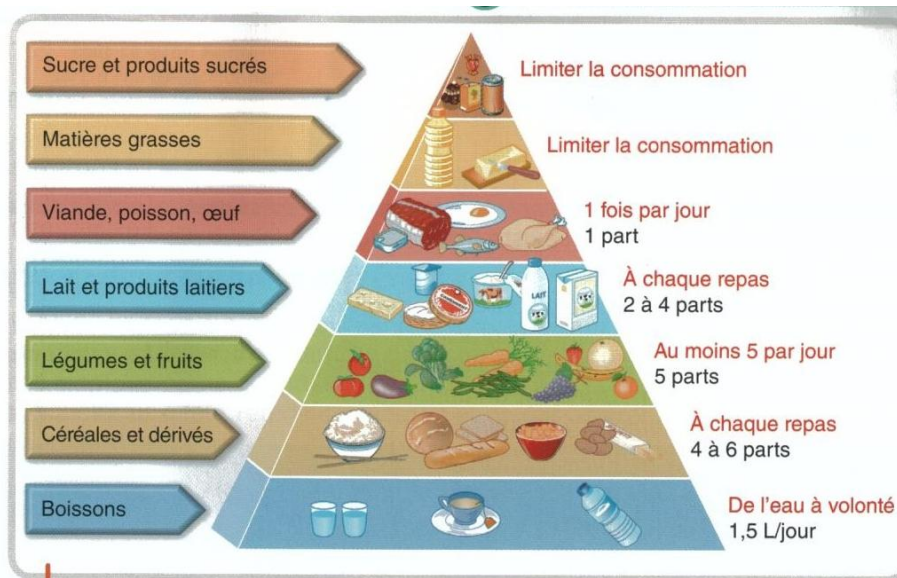 Sucre et produits sucrés
Limiter la consommation
Matières grasses
Limiter la consommation
Viande, poisson, œuf
1 fois par jour
1 part
Lait et produits laitiers
À chaque repas
2 à 4 parts
LAIT
Légumes et fruits
Au moins 5 par jour
5 parts
Céréales et dérivés
À chaque repas
4 à 6 parts
Boissons
De l'eau à volonté
1,5 L/jour